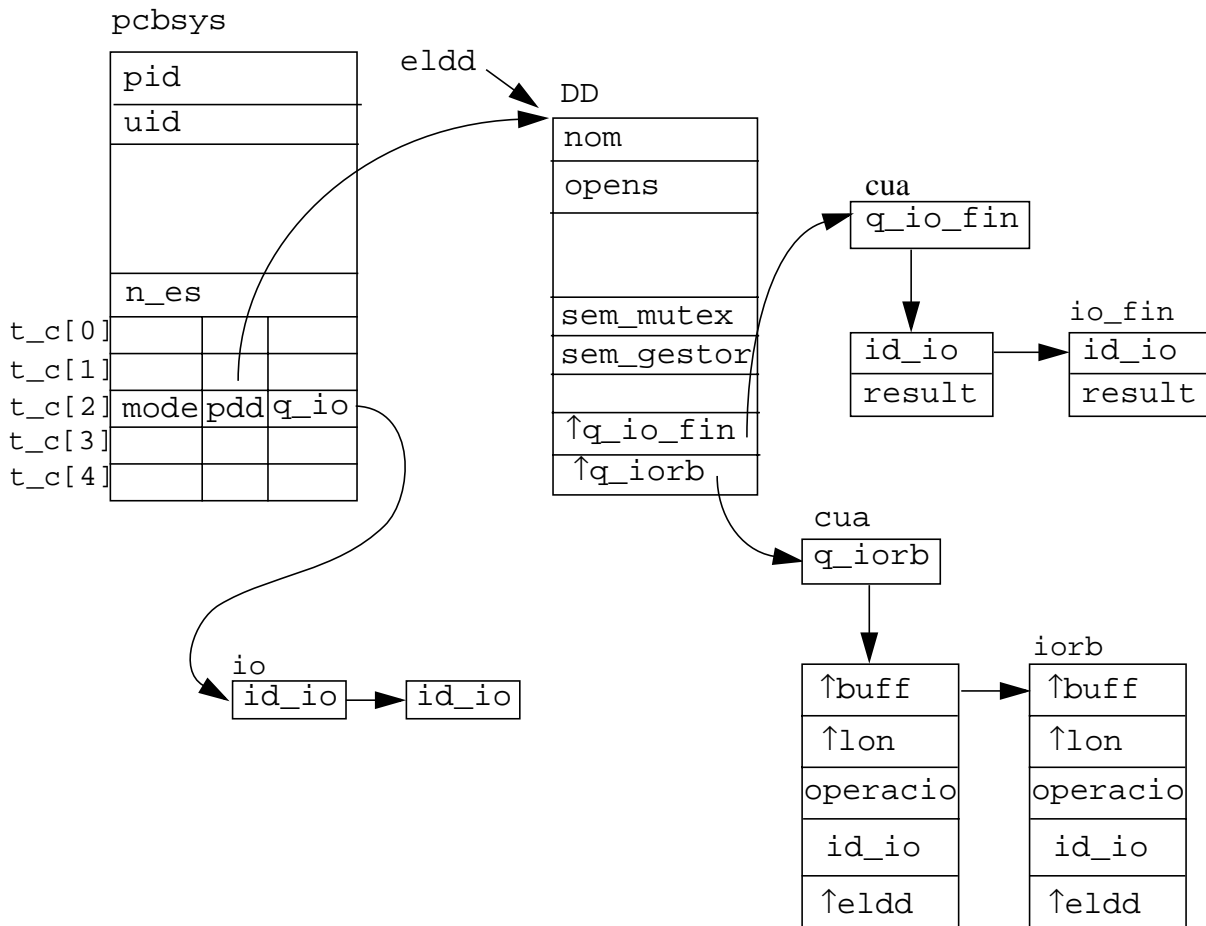 pcbsys
pid
uid
n_es
t_c[0]
t_c[1]
t_c[2] mode pdd q_io
t_c[3]
t_c[4]
eldd
DD
nom
opens
sem_mutex
sem_gestor
↑q_io_fin
↑q_iorb
cua
q_io_fin
id_io
result
io_fin
id_io
result
cua
q_iorb
io
id_io
id_io
↑buff
↑lon
operacio
id_io
↑eldd
iorb
↑buff
↑lon
operacio
id_io
↑eldd